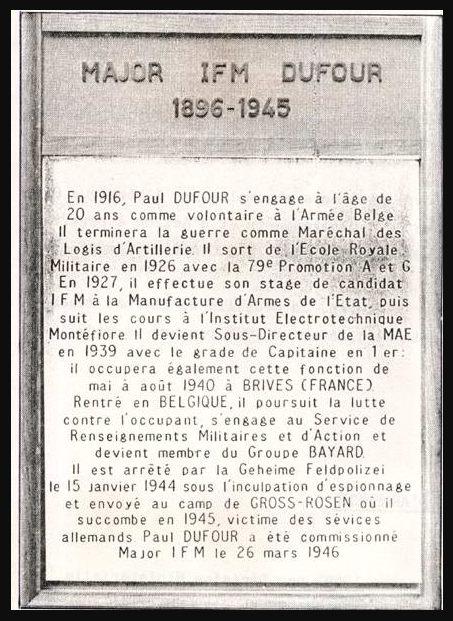 MAJOR IFM DUFOUR
1896-1945
En 1916, Paul DUFOUR s'engage à l'âge de
20 ans comme volontaire à l'Armée Belge
Il terminera la guerre comme Maréchal des
Logis d'Artillerie. Il sort de l'Ecole Royale
Militaire en 1926 avec la 79e Promotion A et G
En 1927, il effectue son stage de candidat
IFM à la Manufacture d'Armes de l'Etat, puis
suit les cours à l'Institut Electrotechnique
Montéfiore Il devient Sous-Directeur de la MAE
en 1939 avec le grade de Capitaine en 1er:
il occupera également cette fonction de
mai à août 1940 à BRIVES (FRANCE).
Rentré en BELGIQUE, il poursuit la lutte
contre l'occupant, s'engage au Service de
Renseignements Militaires et d'Action et
devient membre du Groupe BAYARD.
Il est arrêté par la Geheime Feldpolizei
le 15 Janvier 1944 sous l'inculpation d'espionnage
et envoyé au camp de GROSS-ROSEN où il
succombe en 1945, victime des sévices
allemands. Paul DUFOUR a été commissionné
Major IFM le 26 mars 1946